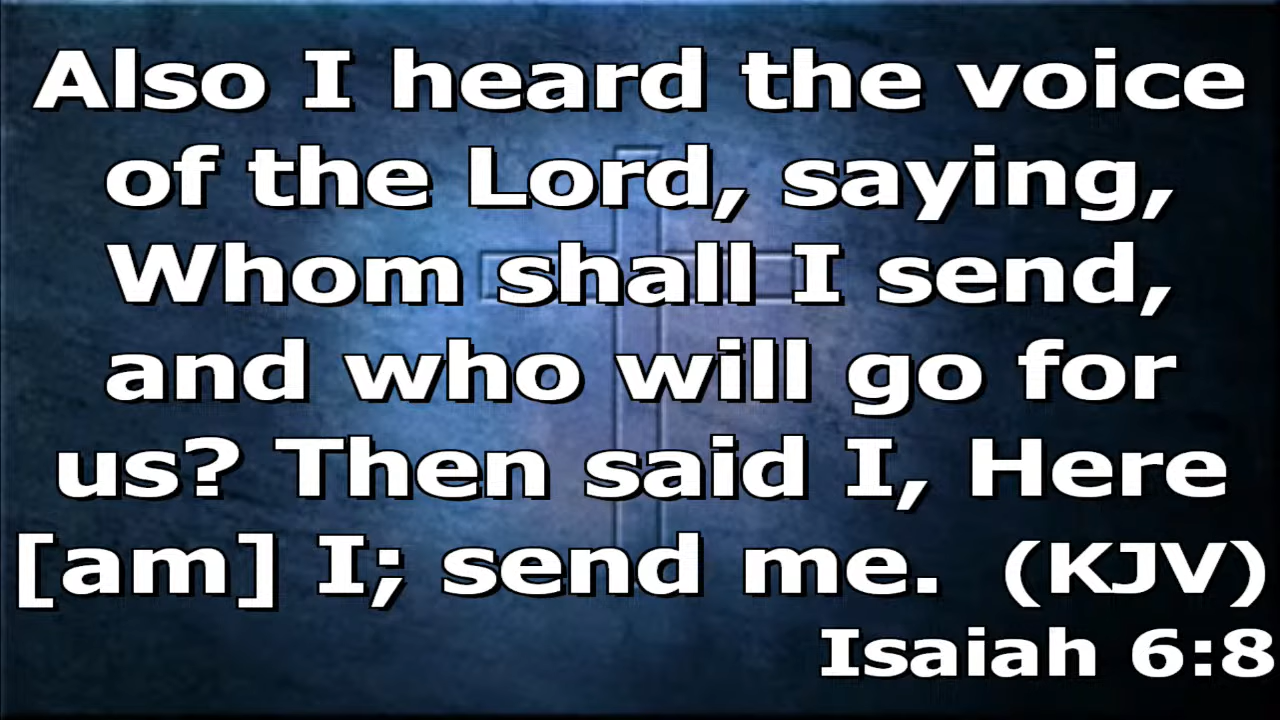 Also I heard the voice
of the Lord, saying,
Whom shall I send,
and who will go for
us? Then said I, Here
[am] I; send me. (KJV)
Isaiah 6:8